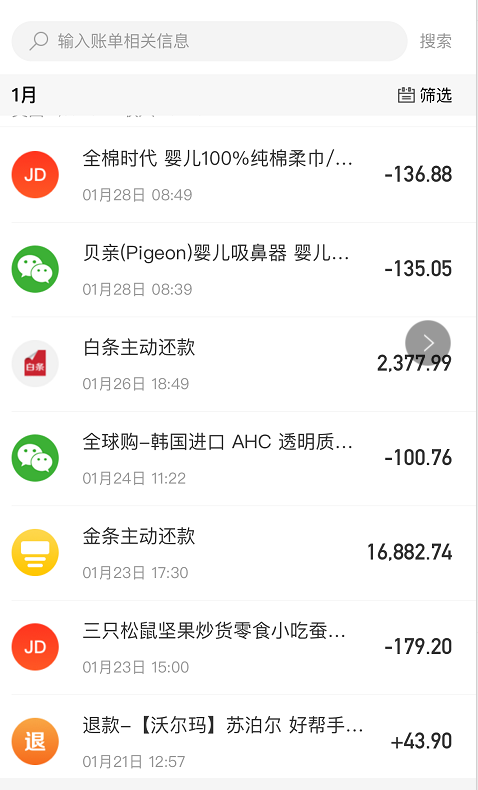 输入账单相关信息 搜索
1月 筛选
JD 全棉时代 婴儿100%纯棉柔巾/... -136.88
01月28日 08:49
贝亲(Pigeon)婴儿吸鼻器 婴儿... -135.05
01月28日 08:39
白条 白条主动还款 2,377.99
01月26日 18:49
全球购-韩国进口 AHC 透明质... -100.76
01月24日 11:22
金条主动还款 16,882.74
01月23日 17:30
JD 三只松鼠坚果炒货零食小吃蚕... -179.20
01月23日 15:00
退 退款-【沃尔玛】苏泊尔 好帮手... +43.90
01月21日 12:57